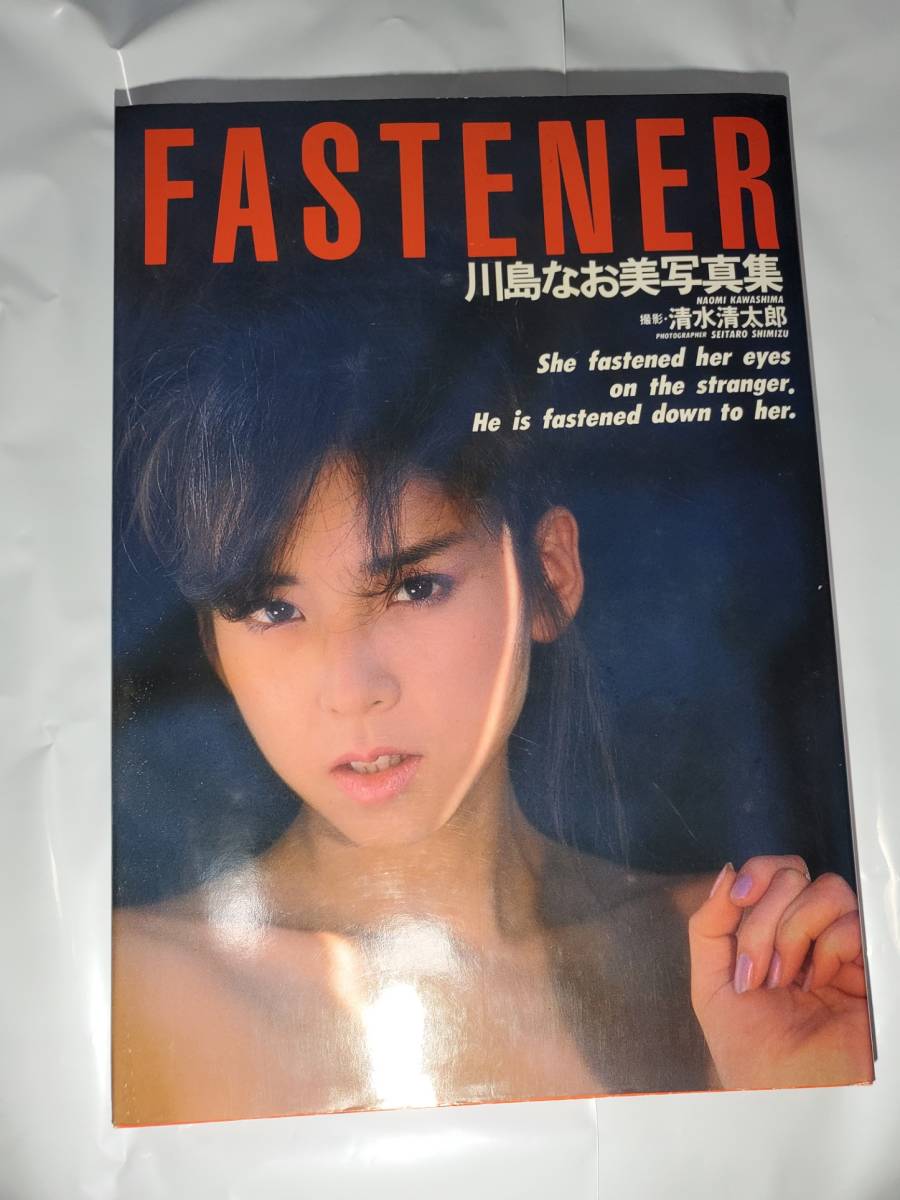 FASTENER
川島なお美写真集
NAOMI KAWASHIMA
撮影・清水清太郎
PHOTOGRAPHER SEITARO SHIMIZU
She fastened her eyes
on the stranger.
He is fastened down to her.